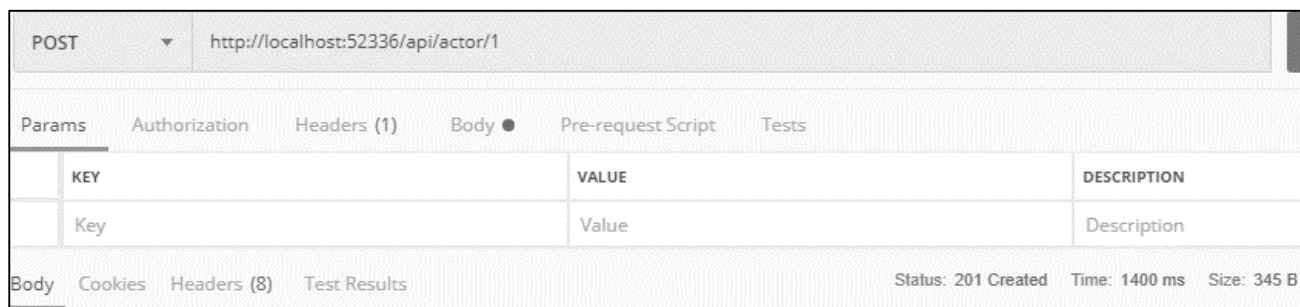 POST http://localhost:52336/api/actor/1
Params Authorization Headers (1) Body Pre-request Script Tests
KEY VALUE DESCRIPTION
Key Value Description
Body Cookies Headers (8) Test Results Status: 201 Created Time: 1400 ms Size: 345 B